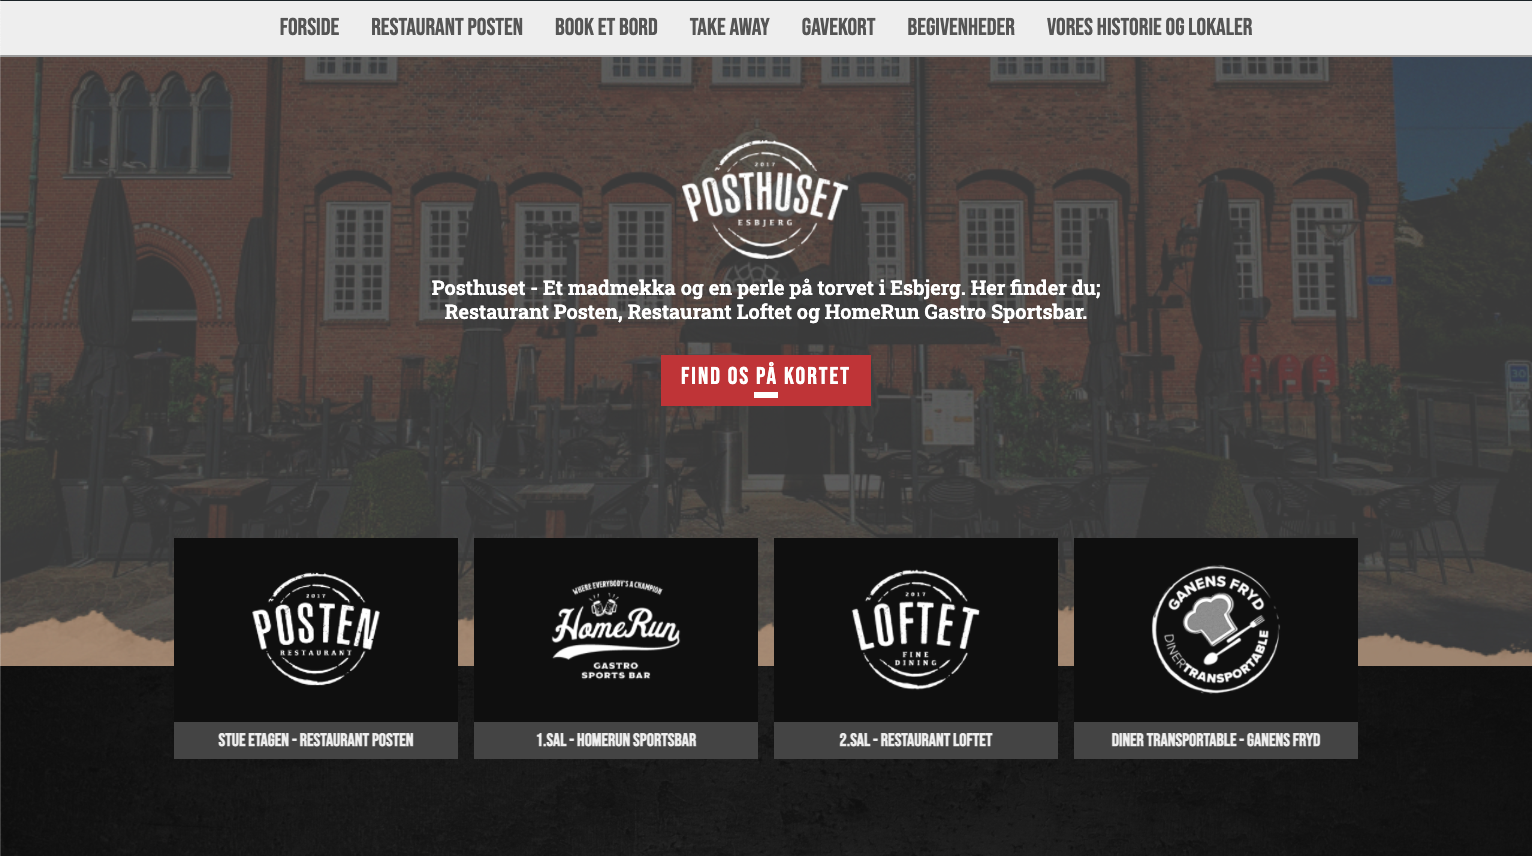 FORSIDE RESTAURANT POSTEN BOOK ET BORD TAKE AWAY GAVEKORT BEGIVENHEDER VORES HISTORIE OG LOKALER
2017
POSTHUSET
ESBJERG
Posthuset - Et madmekka og en perle på torvet i Esbjerg. Her finder du;
Restaurant Posten, Restaurant Loftet og HomeRun Gastro Sportsbar.
FIND OS PÅ KORTET
2017
POSTEN
RESTAURANT
WHERE EVERYBODY'S A CHAMPION
HomeRun
GASTRO
SPORTS BAR
2017
LOFTET
FINE
DINING
GANENS FRYD
DINER TRANSPORTABLE
STUE ETAGEN - RESTAURANT POSTEN
1.SAL - HOMERUN SPORTSBAR
2.SAL - RESTAURANT LOFTET
DINER TRANSPORTABLE - GANENS FRYD